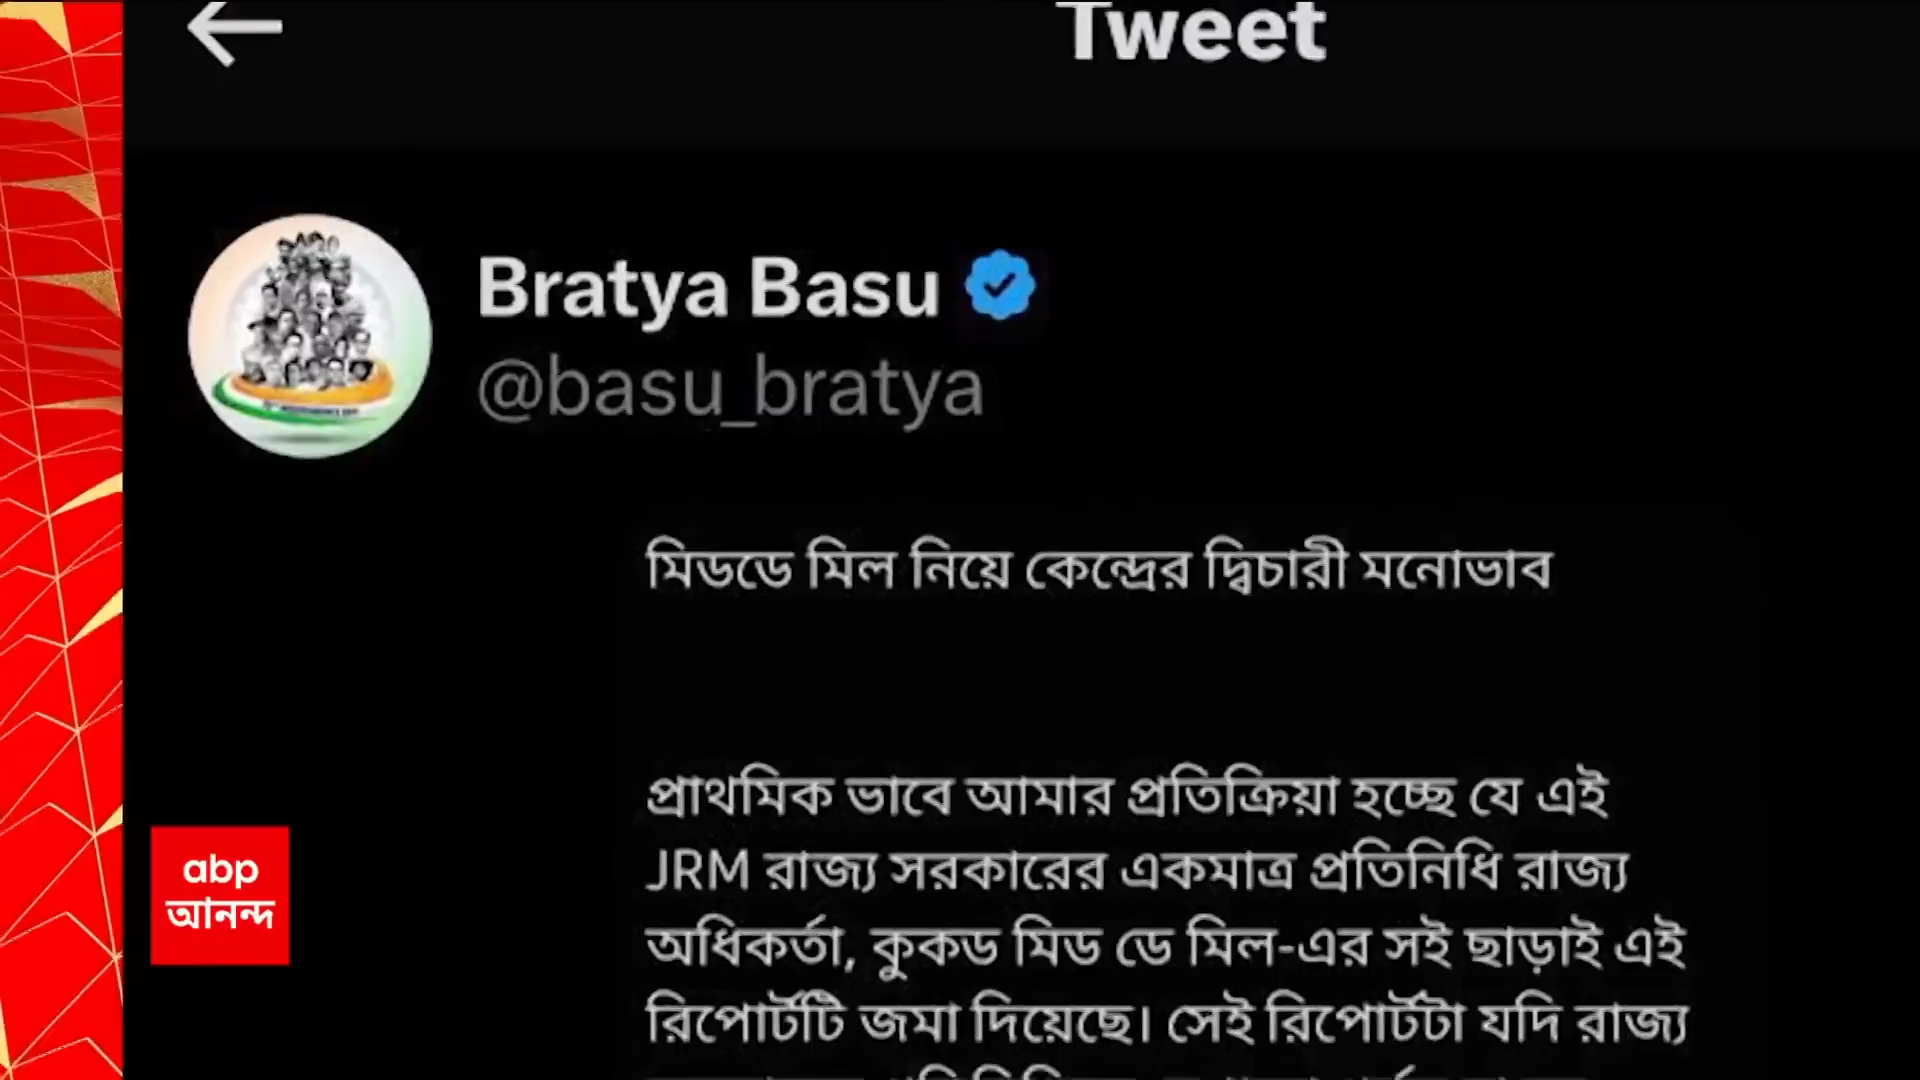 Tweet
Bratya Basu
@basu_bratya
মিডডে মিল নিয়ে কেন্দ্রের দ্বিচারী মনোভাব
প্রাথমিক ভাবে আমার প্রতিক্রিয়া হচ্ছে যে এই
JRM রাজ্য সরকারের একমাত্র প্রতিনিধি রাজ্য
অধিকর্তা, কুকড মিড ডে মিল-এর সই ছাড়াই এই
রিপোর্টটি জমা দিয়েছে। সেই রিপোর্টটা যদি রাজ্য
abp
আনন্দ